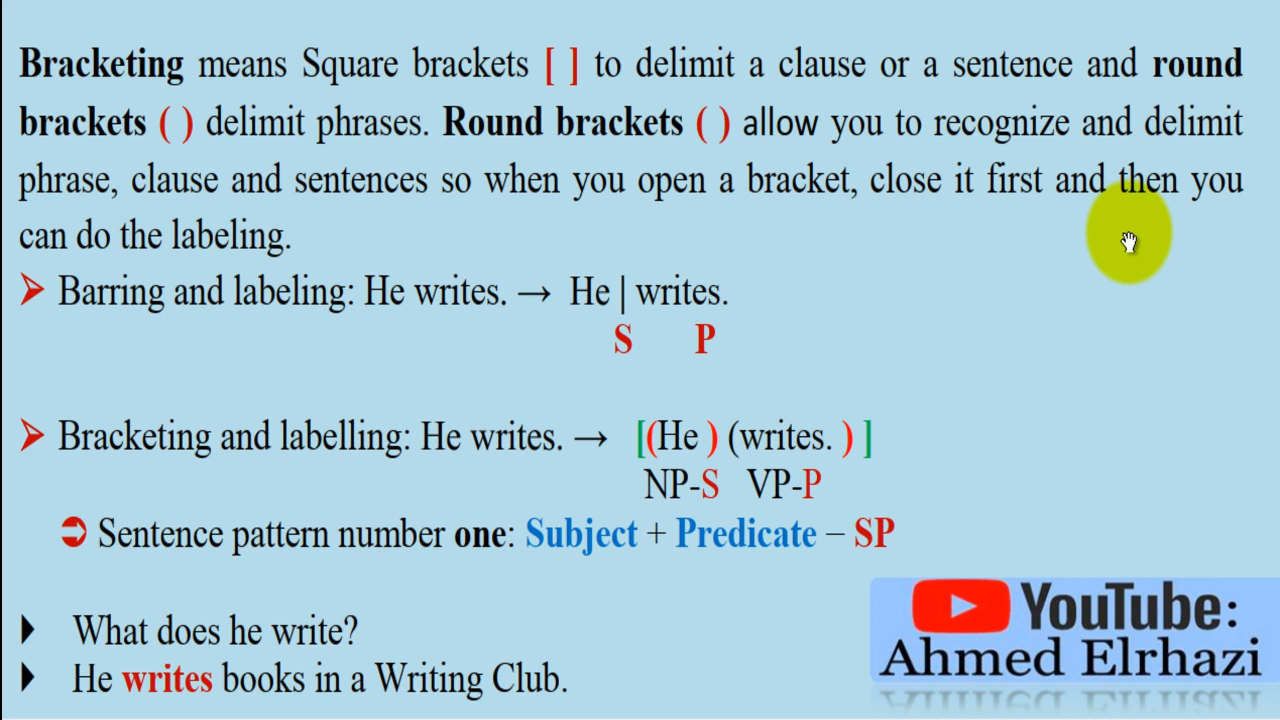 Bracketing means Square brackets [ ] to delimit a clause or a sentence and round
brackets ( ) delimit phrases. Round brackets ( ) allow you to recognize and delimit
phrase, clause and sentences so when you open a bracket, close it first and then you
can do the labeling.
➢ Barring and labeling: He writes. → He | writes.
S P
➢ Bracketing and labelling: He writes. → [(He ) (writes. ) ]
NP-S VP-P
➲ Sentence pattern number one: Subject + Predicate – SP
What does he write?
He writes books in a Writing Club.
YouTube:
Ahmed Elrhazi